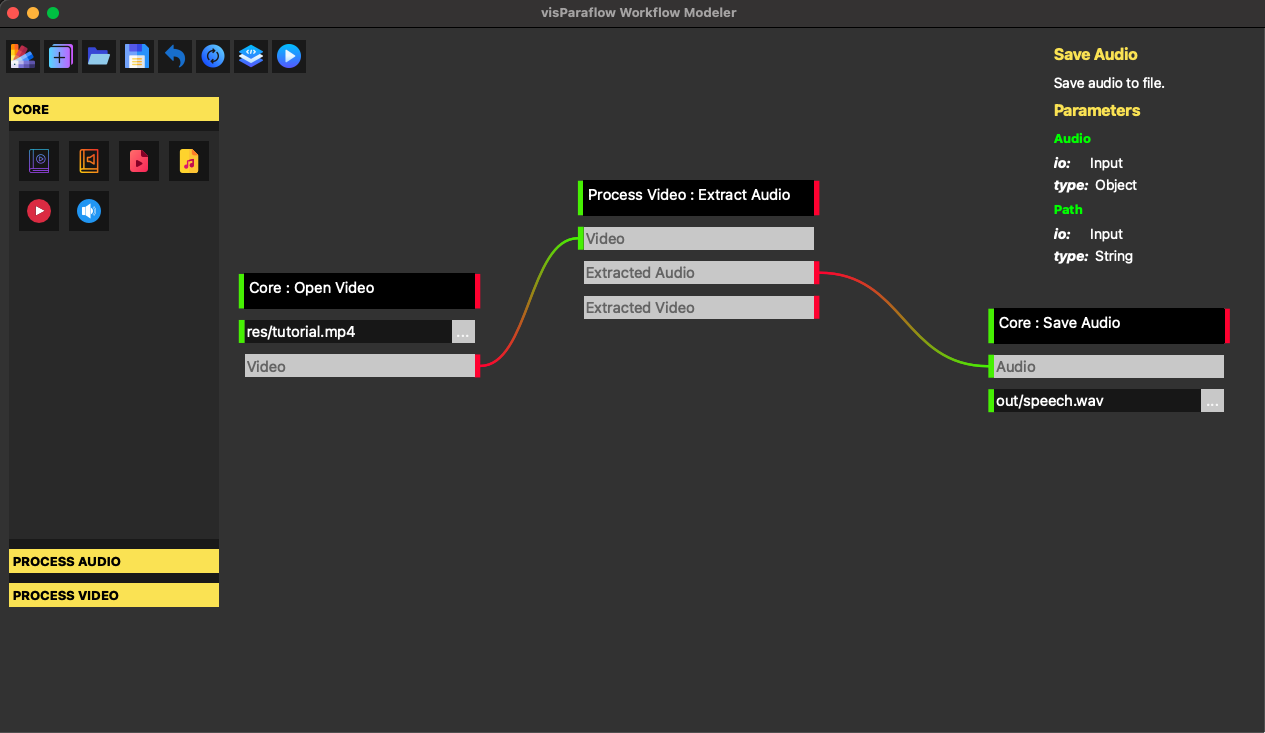 visParaflow Workflow Modeler
CORE
PROCESS AUDIO
PROCESS VIDEO
Core : Open Video
res/tutorial.mp4
...
Video
Process Video : Extract Audio
Video
Extracted Audio
Extracted Video
Core : Save Audio
Audio
out/speech.wav
...
Save Audio
Save audio to file.
Parameters
Audio
io: Input
type: Object
Path
io: Input
type: String